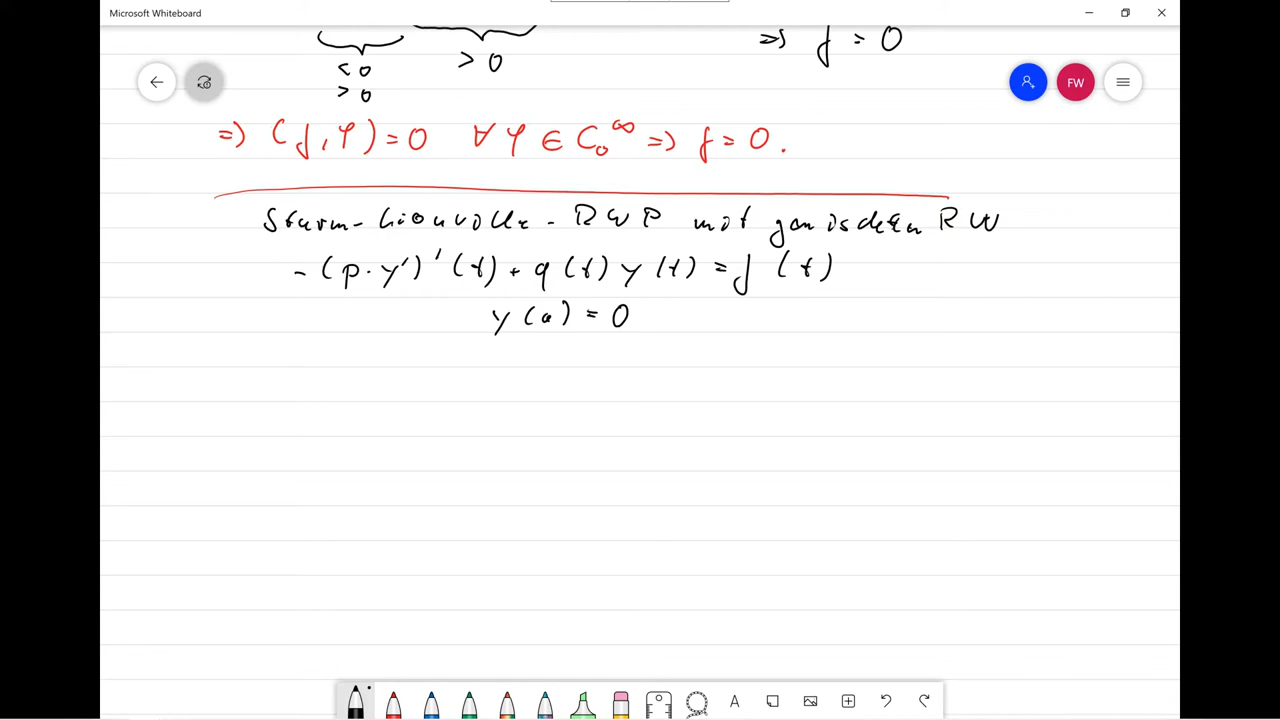 Microsoft Whiteboard
< 0
> 0
> 0
=> f = 0
FW
=> (f, φ) = 0 ∀ φ ∈ C₀^∞ => f = 0.
Sturm-Liouville-RWP mit gemischten RW
- (p · y')'(t) + q(t) y(t) = f(t)
y(a) = 0
A